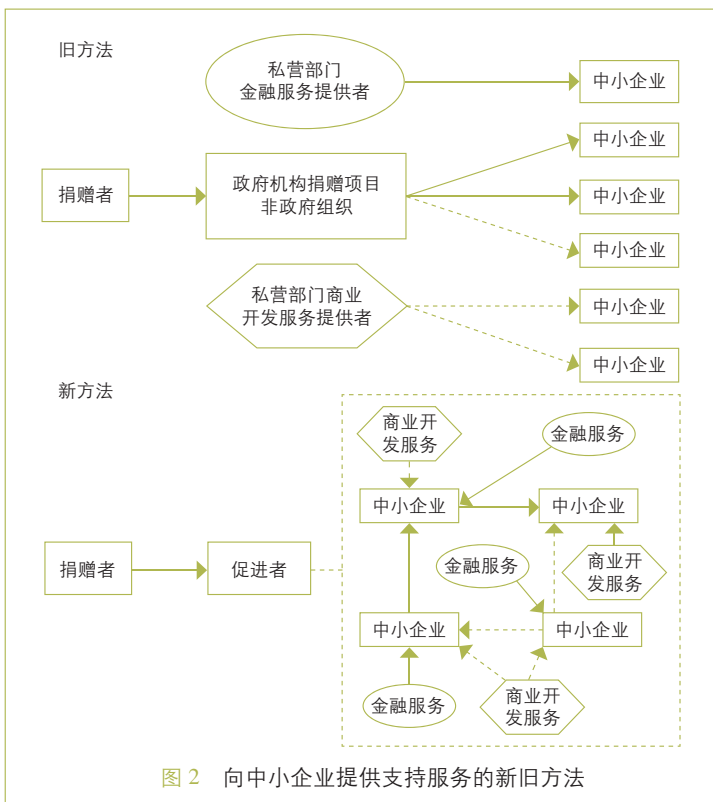 旧方法
私营部门
金融服务提供者
中小企业
中小企业
捐赠者
政府机构捐赠项目
非政府组织
中小企业
中小企业
私营部门商业
开发服务提供者
中小企业
中小企业
新方法
商业开
发服务
金融服务
中小企业
中小企业
捐赠者
促进者
金融服务
商业开
发服务
中小企业
中小企业
金融服务
商业开
发服务
图 2 向中小企业提供支持服务的新旧方法